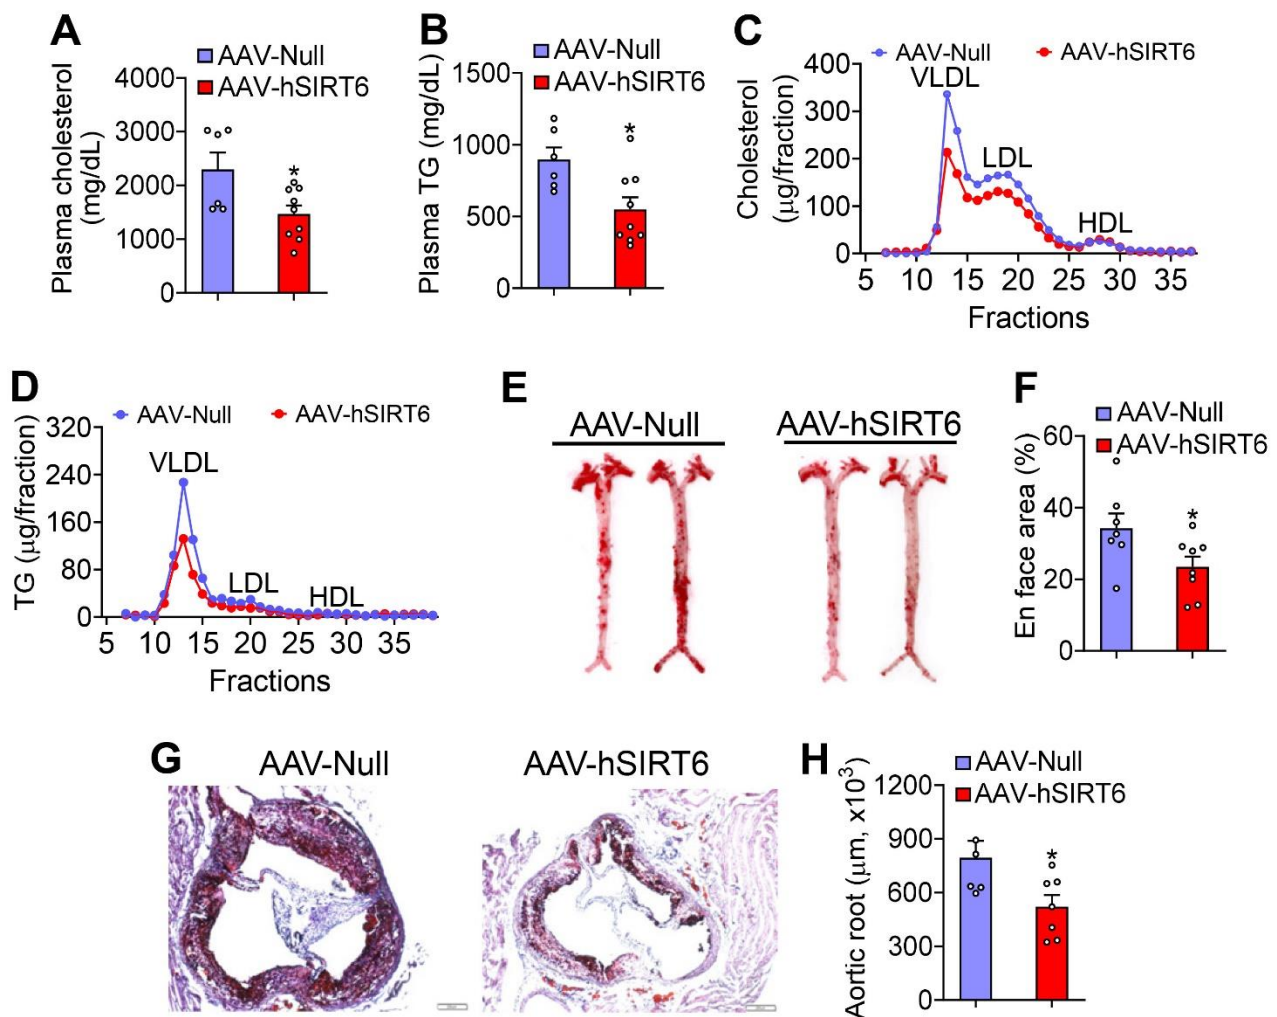 A
AAV-Null
AAV-hSIRT6
Plasma cholesterol
(mg/dL)
4000
3000
2000
1000
0
*
B
AAV-Null
AAV-hSIRT6
Plasma TG (mg/dL)
1500
1000
500
0
*
C
AAV-Null
AAV-hSIRT6
Cholesterol
(µg/fraction)
400
300
200
100
0
VLDL
LDL
HDL
5 10 15 20 25 30 35
Fractions
D
AAV-Null
AAV-hSIRT6
TG (µg/fraction)
320
240
160
80
0
VLDL
LDL
HDL
5 10 15 20 25 30 35
Fractions
E
AAV-Null
AAV-hSIRT6
F
AAV-Null
AAV-hSIRT6
En face area (%)
60
40
20
0
*
G
AAV-Null
AAV-hSIRT6
H
AAV-Null
AAV-hSIRT6
Aortic root (µm, x10³)
1200
900
600
300
0
*